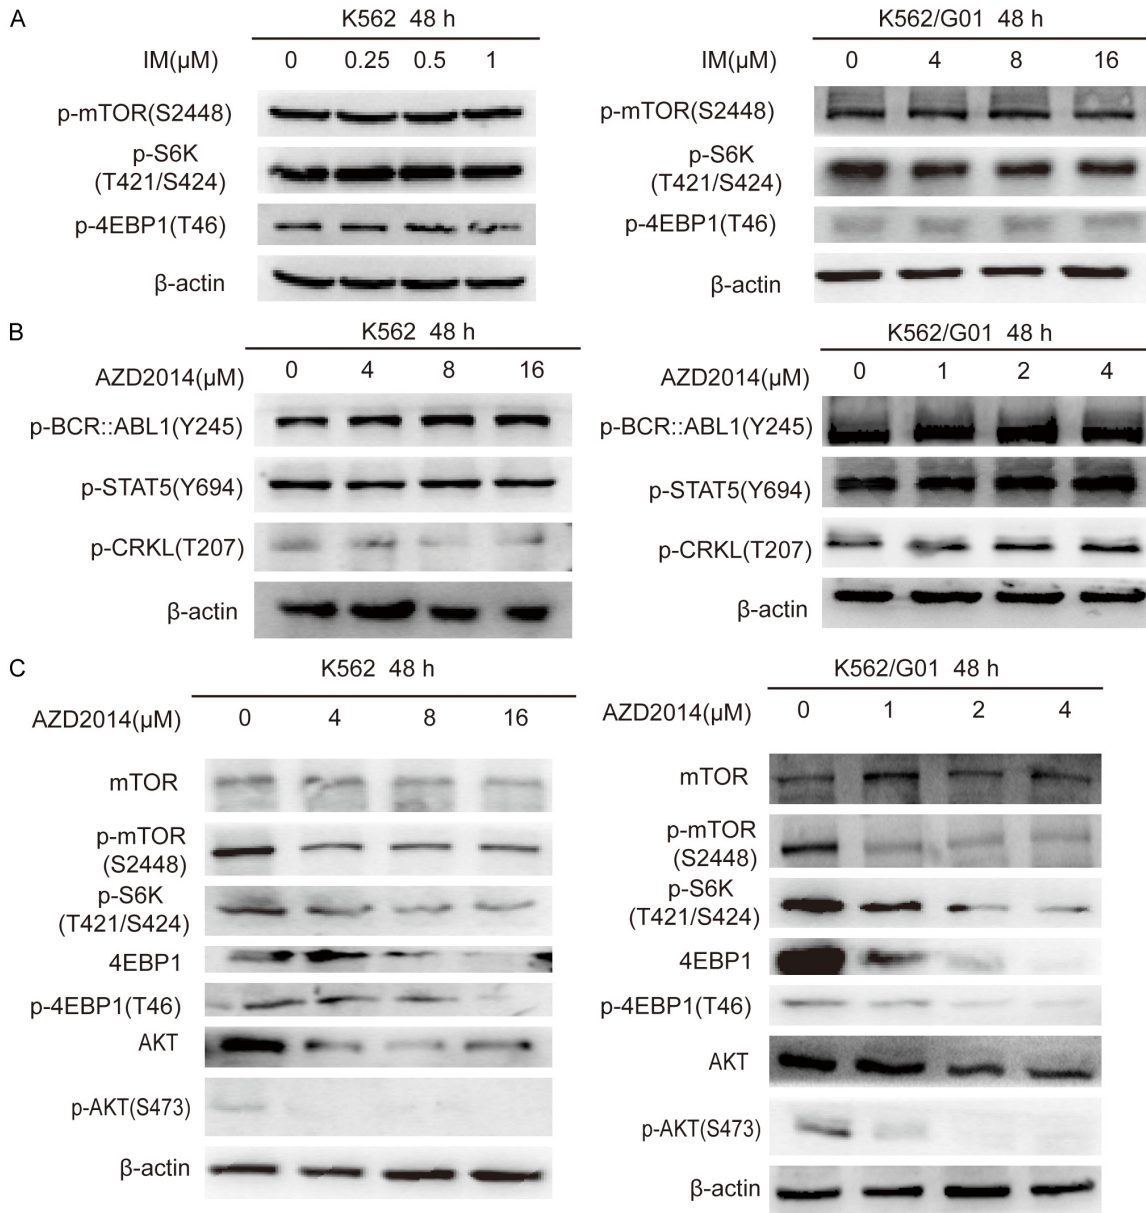 A
K562 48 h
IM(µM) 0 0.25 0.5 1
p-mTOR(S2448)
p-S6K
(T421/S424)
p-4EBP1(T46)
β-actin
K562/G01 48 h
IM(µM) 0 4 8 16
p-mTOR(S2448)
p-S6K
(T421/S424)
p-4EBP1(T46)
β-actin
B
K562 48 h
AZD2014(µM) 0 4 8 16
p-BCR::ABL1(Y245)
p-STAT5(Y694)
p-CRKL(T207)
β-actin
K562/G01 48 h
AZD2014(µM) 0 1 2 4
p-BCR::ABL1(Y245)
p-STAT5(Y694)
p-CRKL(T207)
β-actin
C
K562 48 h
AZD2014(µM) 0 4 8 16
mTOR
p-mTOR
(S2448)
p-S6K
(T421/S424)
4EBP1
p-4EBP1(T46)
AKT
p-AKT(S473)
β-actin
K562/G01 48 h
AZD2014(µM) 0 1 2 4
mTOR
p-mTOR
(S2448)
p-S6K
(T421/S424)
4EBP1
p-4EBP1(T46)
AKT
p-AKT(S473)
β-actin